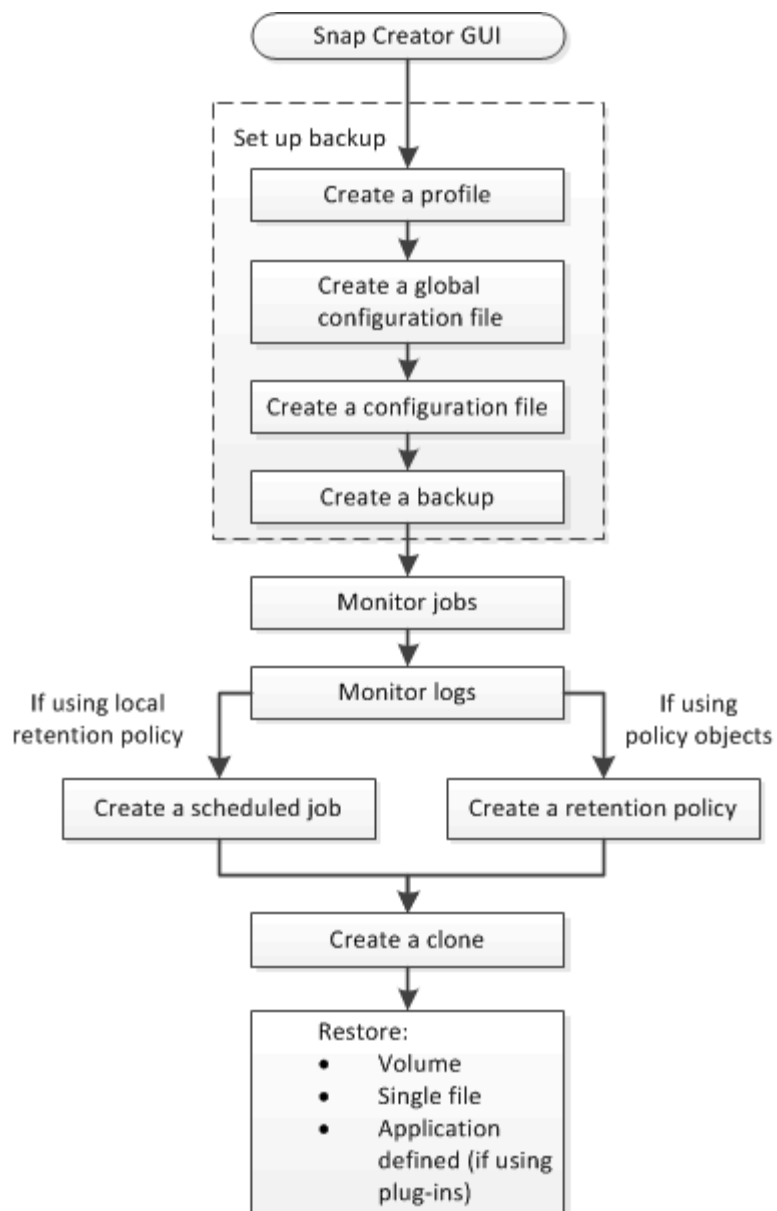 Snap Creator GUI
Set up backup
Create a profile
Create a global
configuration file
Create a configuration file
Create a backup
Monitor jobs
Monitor logs
If using local
retention policy
If using
policy objects
Create a scheduled job
Create a retention policy
Create a clone
Restore:
• Volume
• Single file
• Application
defined (if using
plug-ins)